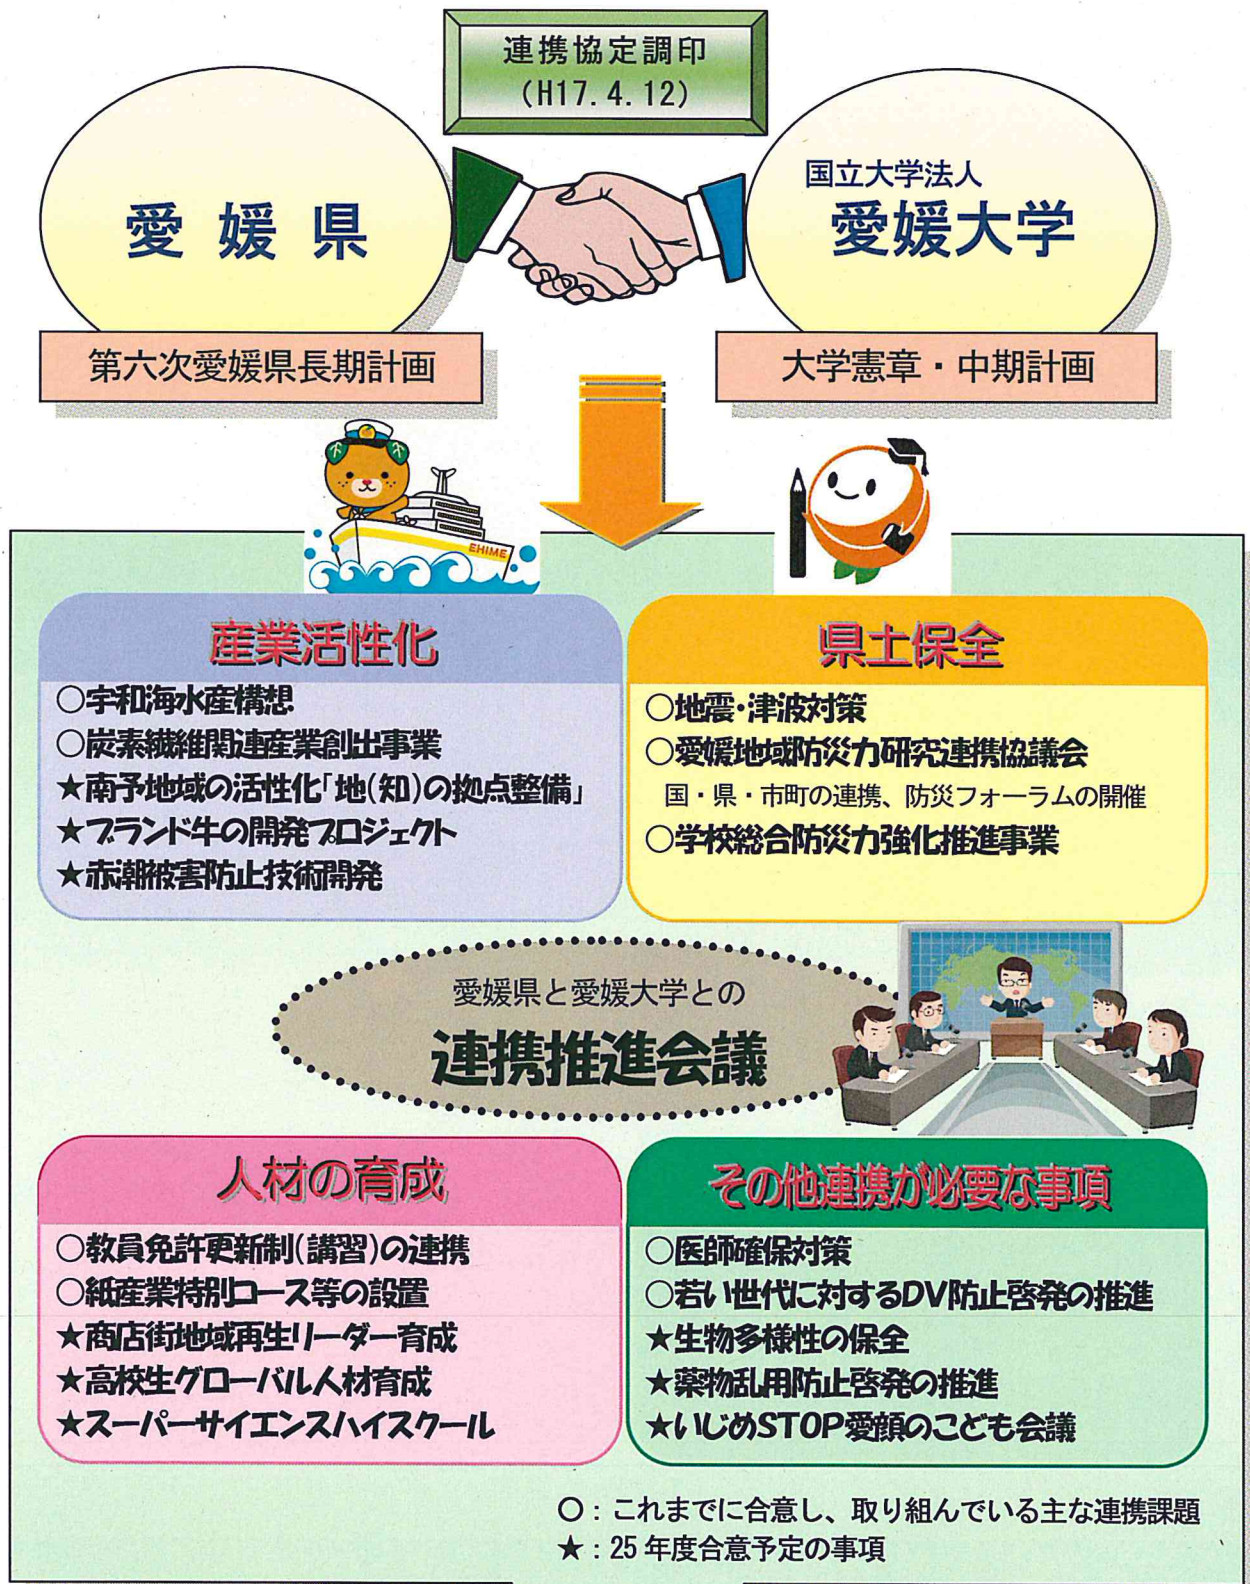 連携協定調印
(H17.4.12)
愛媛県
国立大学法人
愛媛大学
第六次愛媛県長期計画
大学憲章・中期計画
EHIME
産業活性化
○宇和海水産構想
○炭素繊維関連産業創出事業
★南予地域の活性化「地(知)の拠点整備」
★ブランド牛の開発プロジェクト
★赤潮被害防止技術開発
県土保全
○地震・津波対策
○愛媛地域防災力研究連携協議会
国・県・市町の連携、防災フォーラムの開催
○学校総合防災力強化推進事業
愛媛県と愛媛大学との
連携推進会議
人材の育成
○教員免許更新制(講習)の連携
○紙産業特別コース等の設置
★商店街地域再生リーダー育成
★高校生グローバル人材育成
★スーパーサイエンスハイスクール
その他連携が必要な事項
○医師確保対策
○若い世代に対するDV防止啓発の推進
★生物多様性の保全
★薬物乱用防止啓発の推進
★いじめSTOP愛顔のこども会議
○:これまでに合意し、取り組んでいる主な連携課題
★:25年度合意予定の事項